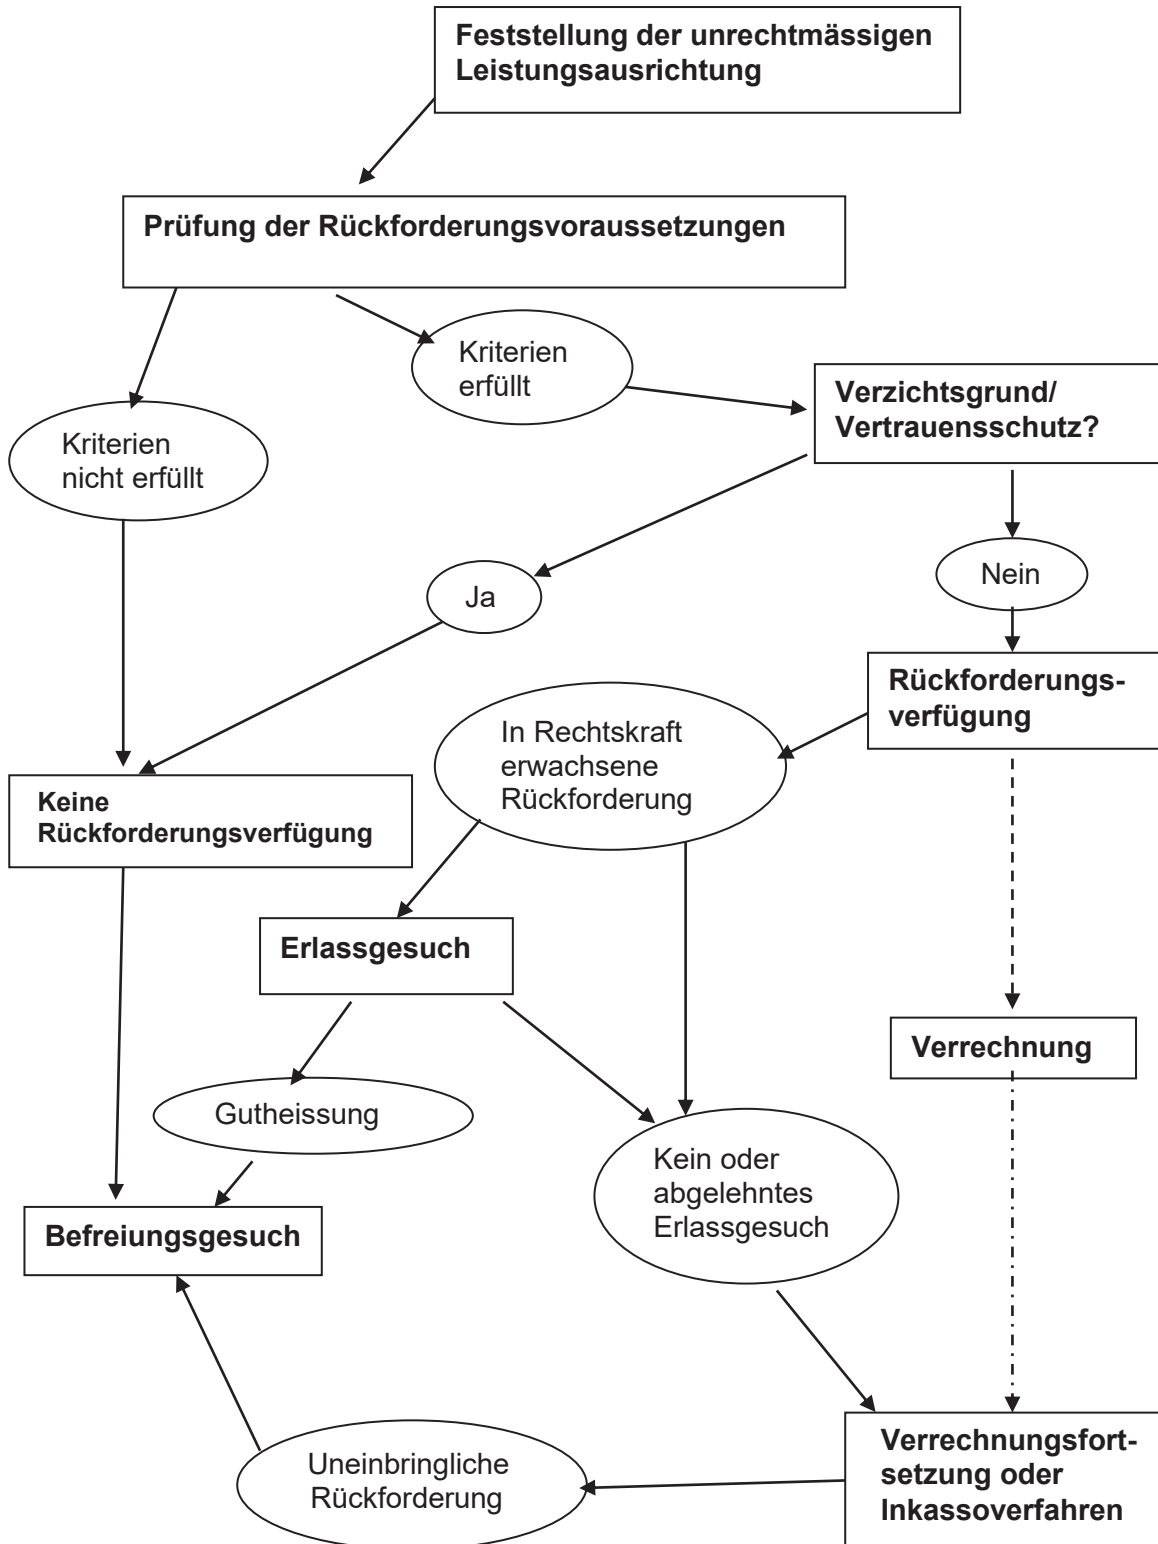 Feststellung der unrechtmässigen
Leistungsausrichtung
Prüfung der Rückforderungsvoraussetzungen
Kriterien
erfüllt
Verzichtsgrund/
Vertrauensschutz?
Kriterien
nicht erfüllt
Nein
Ja
Rückforderungs-
verfügung
In Rechtskraft
erwachsene
Rückforderung
Keine
Rückforderungsverfügung
Erlassgesuch
Verrechnung
Gutheissung
Kein oder
abgelehntes
Erlassgesuch
Befreiungsgesuch
Verrechnungsfort-
setzung oder
Inkassoverfahren
Uneinbringliche
Rückforderung